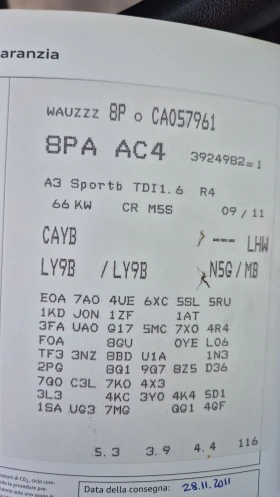 aranzia
WAUZZZ 8P o CA057961
8PA AC4 3924982=1
A3 Sportb TDI1.6 R4
66 KW CR M5S 09/11
CAYB --- LHW
LY9B /LY9B N5G/MB
E0A 7A0 4UE 6XC 5SL 5RU
1KD J0N 1ZF 1AT
3FA UA0 G17 5MC 7X0 4R4
F0A 8GU 0YE L06
TF3 3NZ 8BD U1A 1N3
2PG 8Q1 9Q7 8Z5 D36
7Q0 C3L 7K0 4X3
3L3 4KC 3Y0 4K4 5D1
1SA UG3 7MG QG1 4GF
5.3 3.9 4.4 116
Data della consegna: 28.11.2011